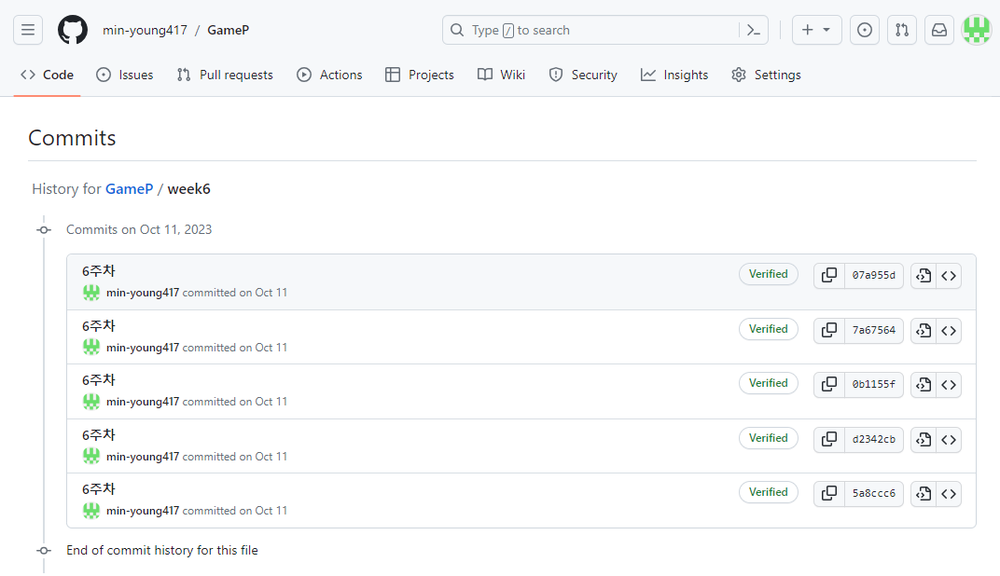 min-young417 / GameP
Type / to search
Code
Issues
Pull requests
Actions
Projects
Wiki
Security
Insights
Settings
Commits
History for GameP / week6
Commits on Oct 11, 2023
6주차
Verified
07a955d
min-young417 committed on Oct 11
6주차
Verified
7a67564
min-young417 committed on Oct 11
6주차
Verified
0b1155f
min-young417 committed on Oct 11
6주차
Verified
d2342cb
min-young417 committed on Oct 11
6주차
Verified
5a8ccc6
min-young417 committed on Oct 11
End of commit history for this file